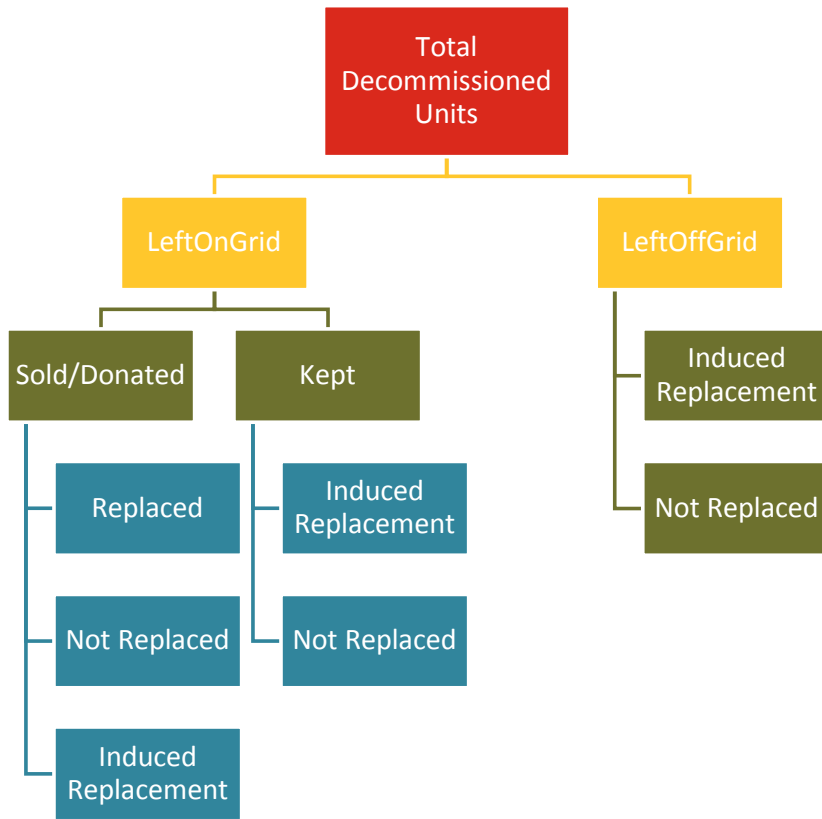 Total
Decommissioned
Units
LeftOnGrid
LeftOffGrid
Sold/Donated
Kept
Induced
Replacement
Replaced
Induced
Replacement
Not Replaced
Not Replaced
Not Replaced
Induced
Replacement